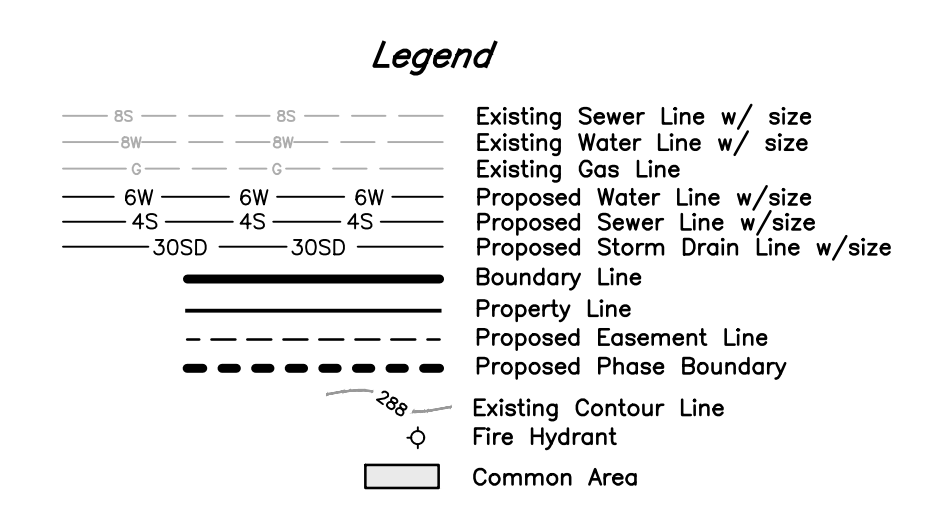 Legend
8S 8S Existing Sewer Line w/ size
8W 8W Existing Water Line w/ size
G G Existing Gas Line
6W 6W 6W Proposed Water Line w/size
4S 4S 4S Proposed Sewer Line w/size
30SD 30SD Proposed Storm Drain Line w/size
Boundary Line
Property Line
Proposed Easement Line
Proposed Phase Boundary
288 Existing Contour Line
Fire Hydrant
Common Area